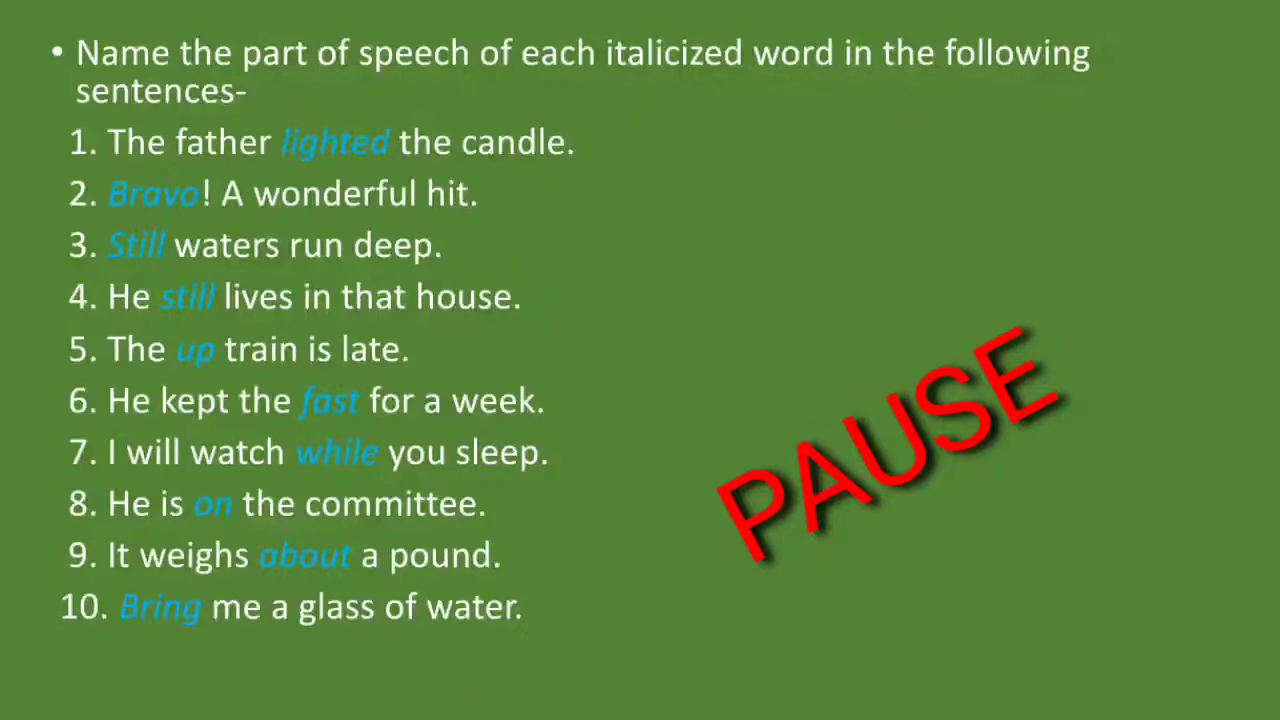 • Name the part of speech of each italicized word in the following
sentences-
1. The father lighted the candle.
2. Bravo! A wonderful hit.
3. Still waters run deep.
4. He still lives in that house.
5. The up train is late.
6. He kept the fast for a week.
7. I will watch while you sleep.
8. He is on the committee.
9. It weighs about a pound.
10. Bring me a glass of water.
PAUSE